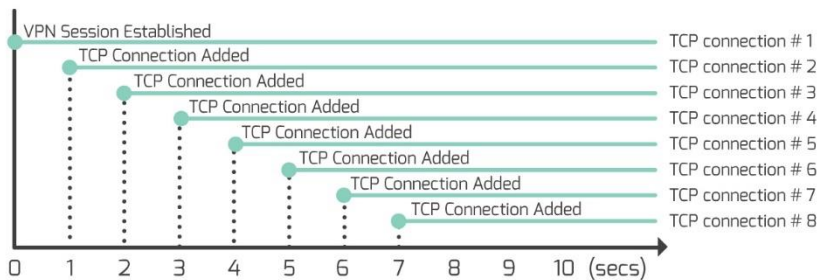 VPN Session Established
TCP connection # 1
TCP Connection Added
TCP connection # 2
TCP Connection Added
TCP connection # 3
TCP Connection Added
TCP connection # 4
TCP Connection Added
TCP connection # 5
TCP Connection Added
TCP connection # 6
TCP Connection Added
TCP connection # 7
TCP Connection Added
TCP connection # 8
0 1 2 3 4 5 6 7 8 9 10 (secs)